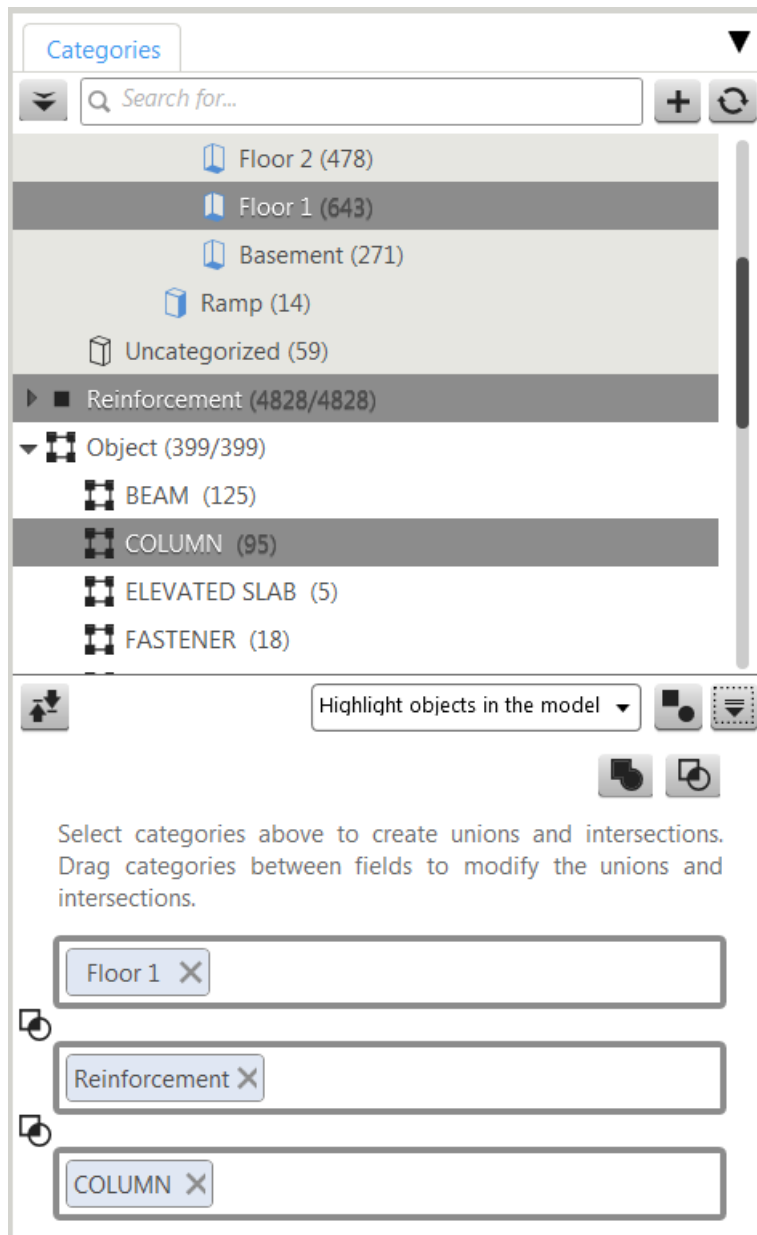 Categories
Search for...
Floor 2 (478)
Floor 1 (643)
Basement (271)
Ramp (14)
Uncategorized (59)
Reinforcement (4828/4828)
Object (399/399)
BEAM (125)
COLUMN (95)
ELEVATED SLAB (5)
FASTENER (18)
Highlight objects in the model
Select categories above to create unions and intersections.
Drag categories between fields to modify the unions and
intersections.
Floor 1
Reinforcement
COLUMN